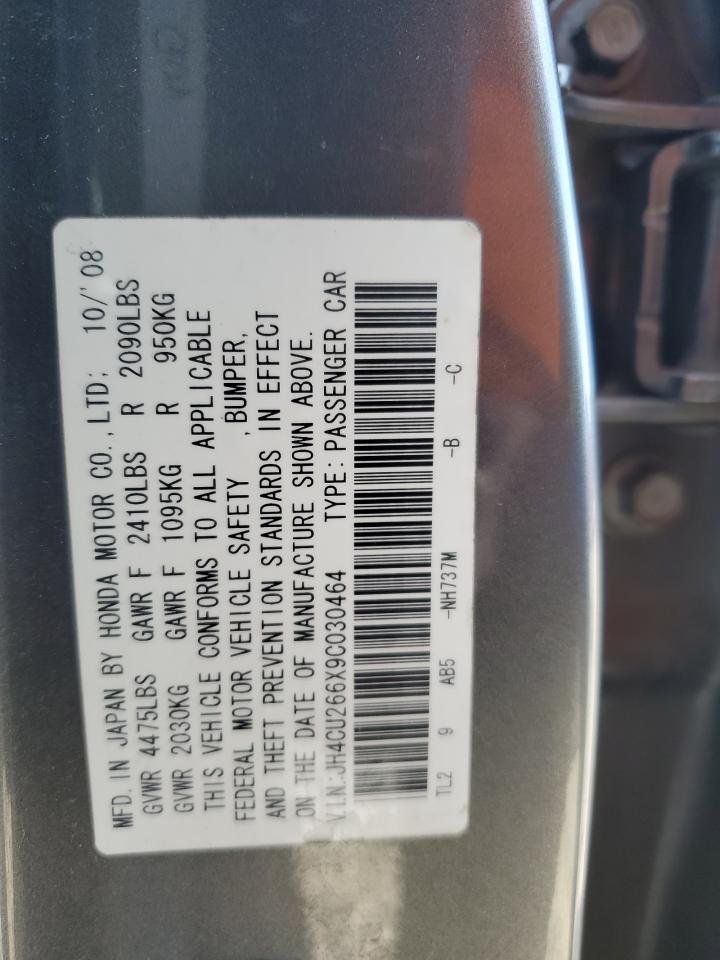 MFD. IN JAPAN BY HONDA MOTOR CO.,LTD; 10/'08
GVWR 4475LBS GAWR F 2410LBS R 2090LBS
GVWR 2030KG GAWR F 1095KG R 950KG
THIS VEHICLE CONFORMS TO ALL APPLICABLE
FEDERAL MOTOR VEHICLE SAFETY ,BUMPER,
AND THEFT PREVENTION STANDARDS IN EFFECT
ON THE DATE OF MANUFACTURE SHOWN ABOVE.
V.I.N.:JH4CU266X9C030464 TYPE: PASSENGER CAR
TL2 9 AB5 -NH737M -B -C